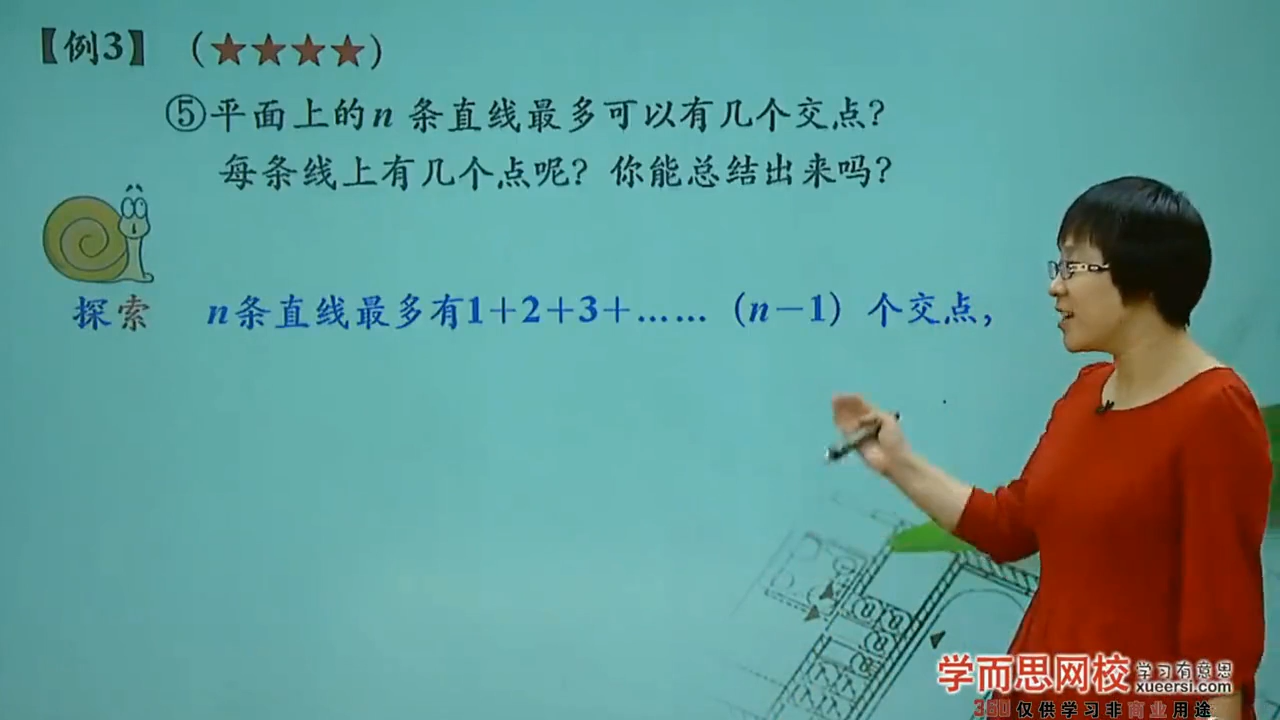 【例3】 (★★★★)
⑤平面上的n 条直线最多可以有几个交点?
每条线上有几个点呢? 你能总结出来吗?
探索
n条直线最多有1+2+3+……（n－1）个交点,
学而思网校
学习有意思
xueersi.com
360仅供学习非商业用途